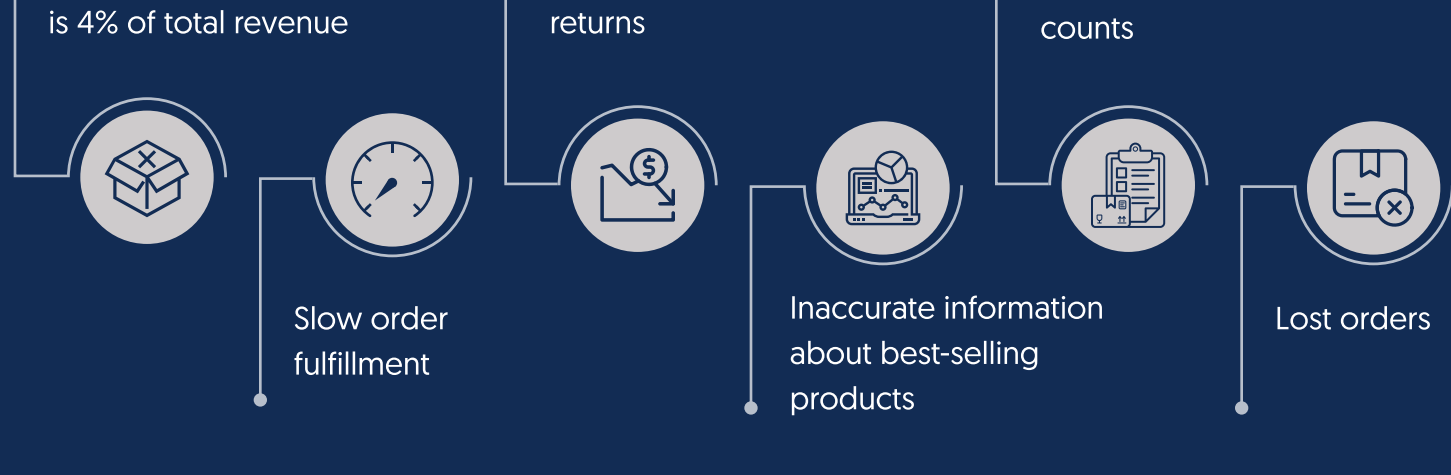 is 4% of total revenue
returns
counts
Slow order
fulfillment
Inaccurate information
about best-selling
products
Lost orders